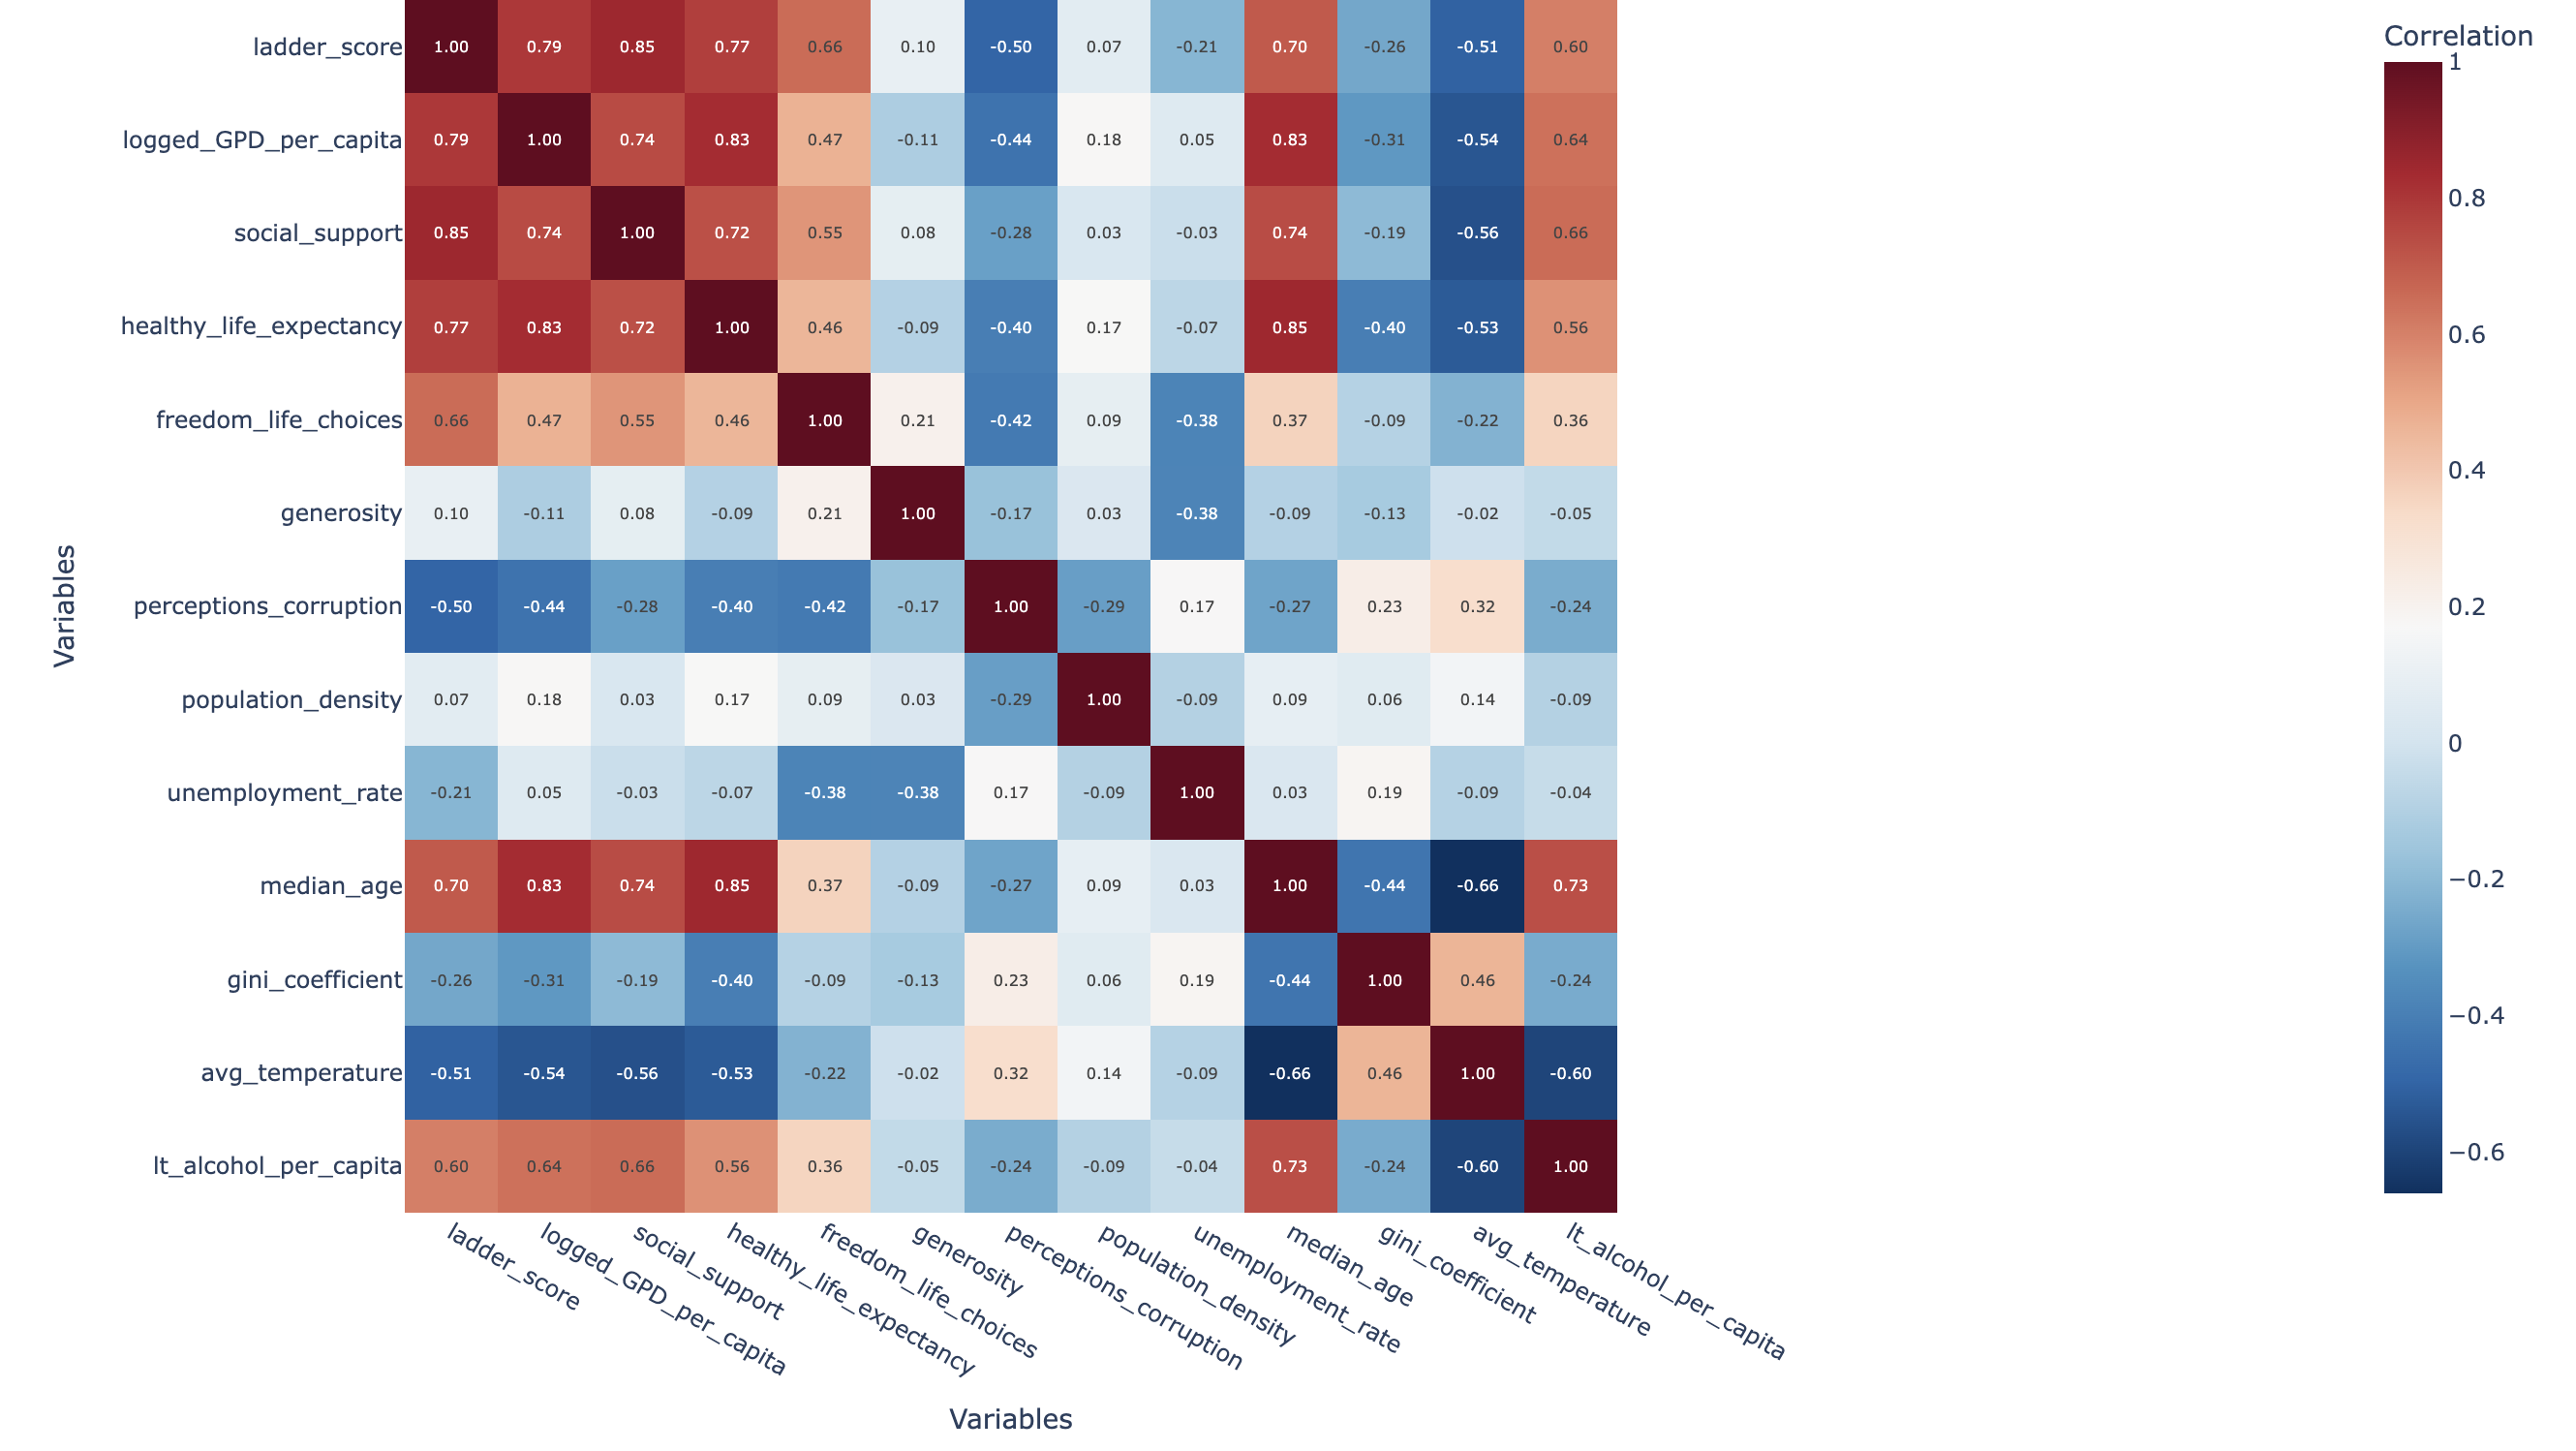 Correlation
ladder_score 1.00 0.79 0.85 0.77 0.66 0.10 -0.50 0.07 -0.21 0.70 -0.26 -0.51 0.60
logged_GPD_per_capita 0.79 1.00 0.74 0.83 0.47 -0.11 -0.44 0.18 0.05 0.83 -0.31 -0.54 0.64
social_support 0.85 0.74 1.00 0.72 0.55 0.08 -0.28 0.03 -0.03 0.74 -0.19 -0.56 0.66
healthy_life_expectancy 0.77 0.83 0.72 1.00 0.46 -0.09 -0.40 0.17 -0.07 0.85 -0.40 -0.53 0.56
freedom_life_choices 0.66 0.47 0.55 0.46 1.00 0.21 -0.42 0.09 -0.38 0.37 -0.09 -0.22 0.36
generosity 0.10 -0.11 0.08 -0.09 0.21 1.00 -0.17 0.03 -0.38 -0.09 -0.13 -0.02 -0.05
perceptions_corruption -0.50 -0.44 -0.28 -0.40 -0.42 -0.17 1.00 -0.29 0.17 -0.27 0.23 0.32 -0.24
population_density 0.07 0.18 0.03 0.17 0.09 0.03 -0.29 1.00 -0.09 0.09 0.06 0.14 -0.09
unemployment_rate -0.21 0.05 -0.03 -0.07 -0.38 -0.38 0.17 -0.09 1.00 0.03 0.19 -0.09 -0.04
median_age 0.70 0.83 0.74 0.85 0.37 -0.09 -0.27 0.09 0.03 1.00 -0.44 -0.66 0.73
gini_coefficient -0.26 -0.31 -0.19 -0.40 -0.09 -0.13 0.23 0.06 0.19 -0.44 1.00 0.46 -0.24
avg_temperature -0.51 -0.54 -0.56 -0.53 -0.22 -0.02 0.32 0.14 -0.09 -0.66 0.46 1.00 -0.60
lt_alcohol_per_capita 0.60 0.64 0.66 0.56 0.36 -0.05 -0.24 -0.09 -0.04 0.73 -0.24 -0.60 1.00
Variables
ladder_score
logged_GPD_per_capita
social_support
healthy_life_expectancy
freedom_life_choices
generosity
perceptions_corruption
population_density
unemployment_rate
median_age
gini_coefficient
avg_temperature
lt_alcohol_per_capita
Variables
1
0.8
0.6
0.4
0.2
0
−0.2
−0.4
−0.6